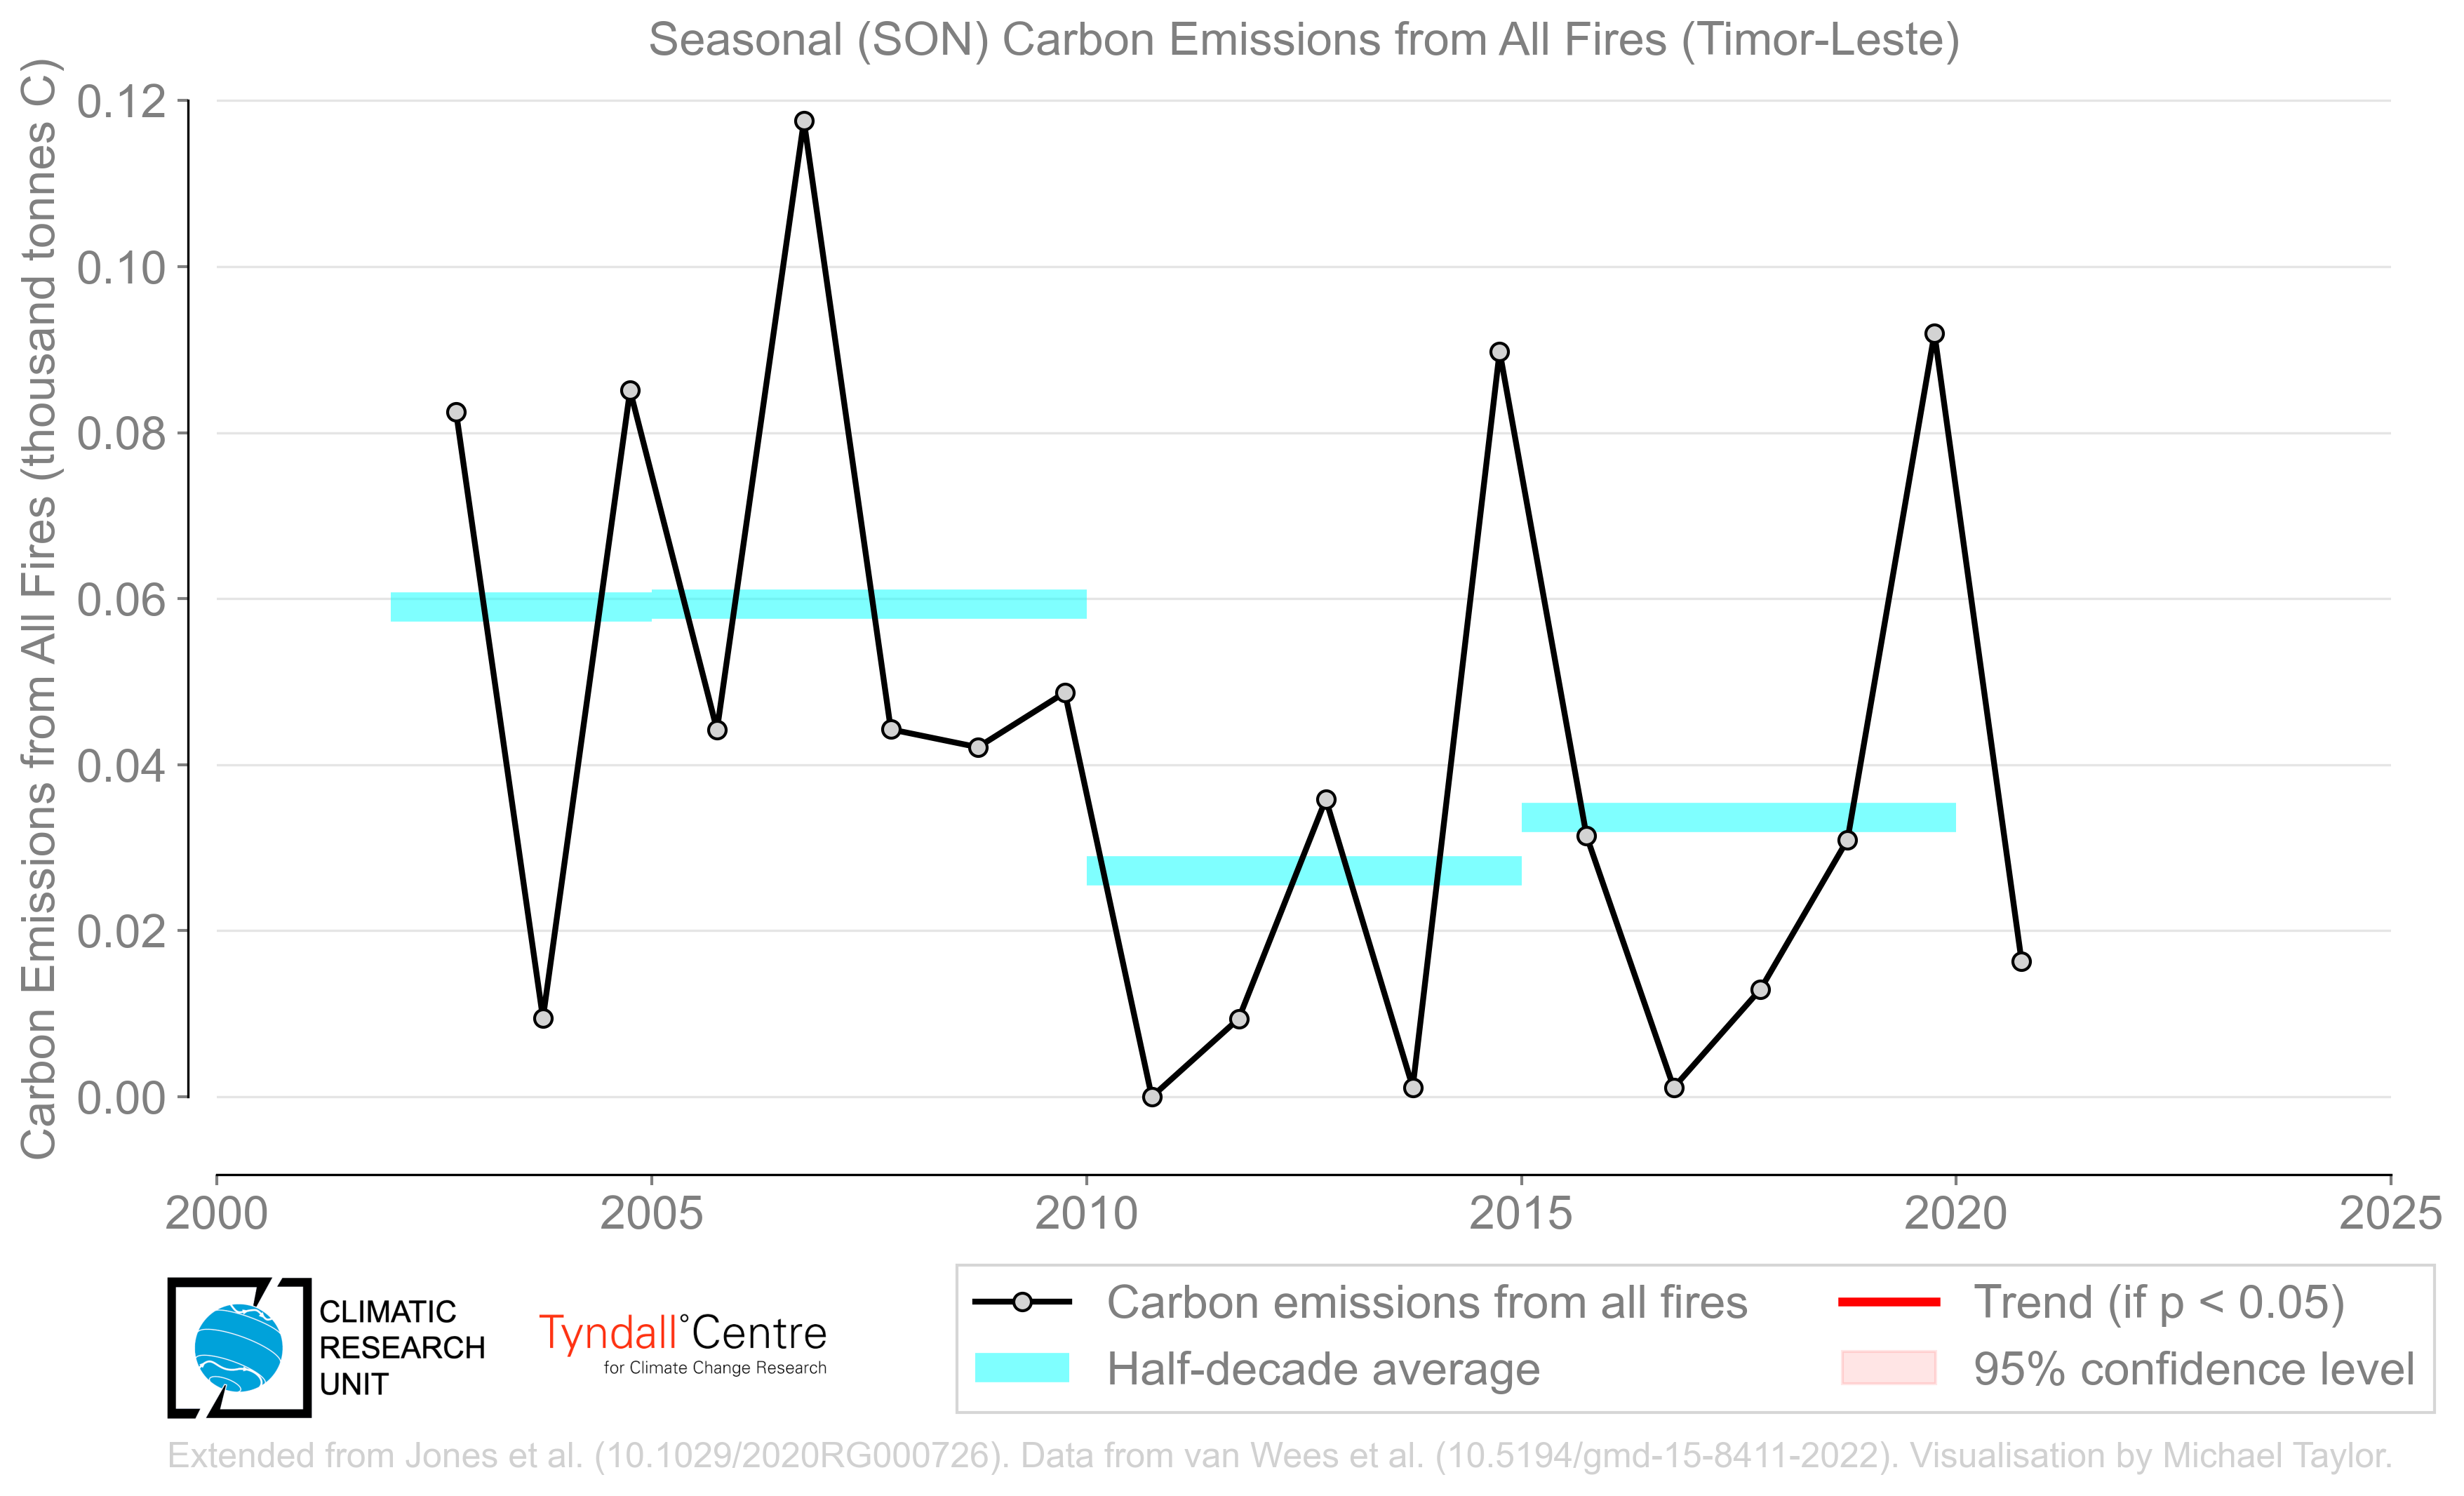 Seasonal (SON) Carbon Emissions from All Fires (Timor-Leste)
Carbon Emissions from All Fires (thousand tonnes C)
0.12
0.10
0.08
0.06
0.04
0.02
0.00
2000
2005
2010
2015
2020
2025
CLIMATIC
RESEARCH
UNIT
Tyndall°Centre
for Climate Change Research
Carbon emissions from all fires
Half-decade average
Trend (if p < 0.05)
95% confidence level
Extended from Jones et al. (10.1029/2020RG000726). Data from van Wees et al. (10.5194/gmd-15-8411-2022). Visualisation by Michael Taylor.